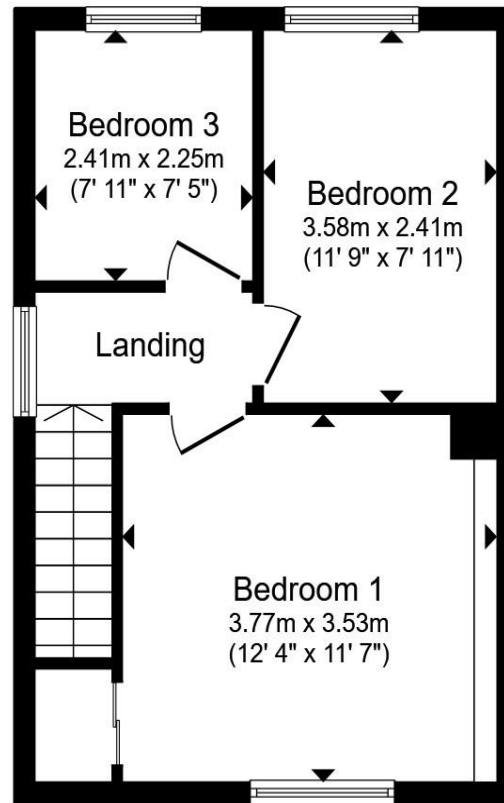 Bedroom 3
2.41m x 2.25m
(7' 11" x 7' 5")
Bedroom 2
3.58m x 2.41m
(11' 9" x 7' 11")
Landing
Bedroom 1
3.77m x 3.53m
(12' 4" x 11' 7")